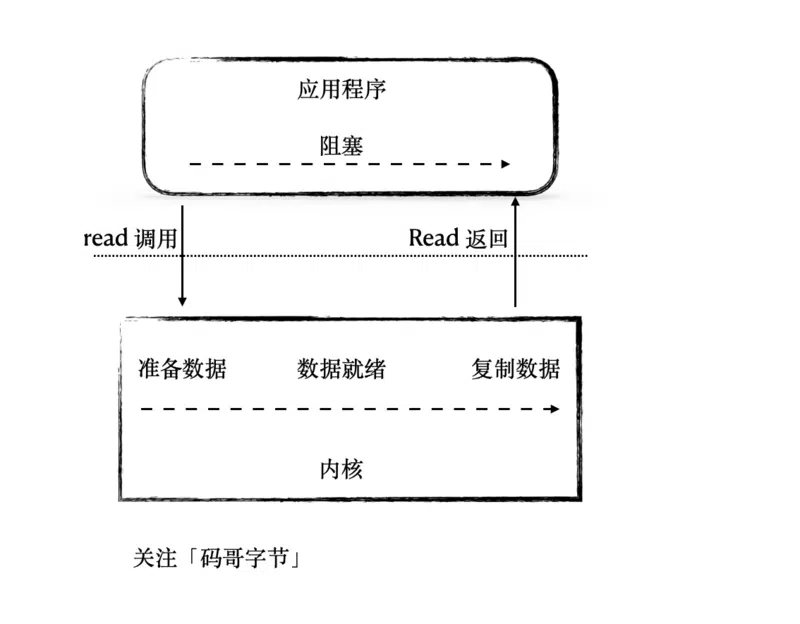 应用程序
阻塞
read 调用
Read 返回
准备数据
数据就绪
复制数据
内核
关注「码哥字节」